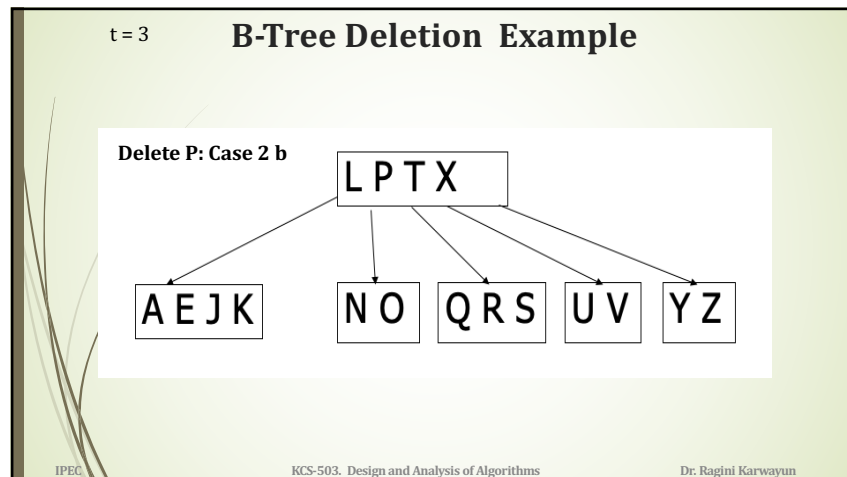 t = 3
B-Tree Deletion Example
Delete P: Case 2 b
L P T X
A E J K
N O
Q R S
U V
Y Z
IPEC
KCS-503. Design and Analysis of Algorithms
Dr. Ragini Karwayun